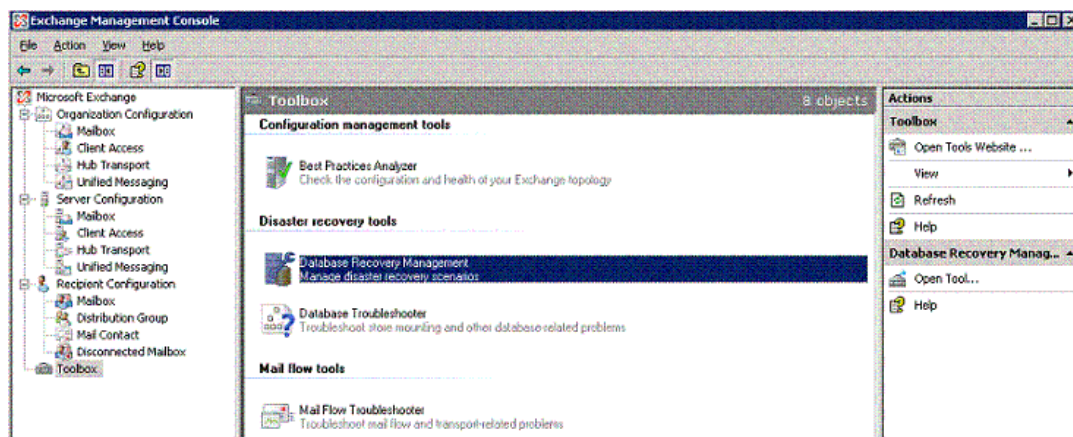 Exchange Management Console
File Action View Help
Microsoft Exchange
Organization Configuration
Mailbox
Client Access
Hub Transport
Unified Messaging
Server Configuration
Mailbox
Client Access
Hub Transport
Unified Messaging
Recipient Configuration
Mailbox
Distribution Group
Mail Contact
Disconnected Mailbox
Toolbox
Toolbox 8 objects
Configuration management tools
Best Practices Analyzer
Check the configuration and health of your Exchange topology
Disaster recovery tools
Database Recovery Management
Manage disaster recovery scenarios
Database Troubleshooter
Troubleshoot store mounting and other database-related problems
Mail flow tools
Mail Flow Troubleshooter
Troubleshoot mail flow and transport-related problems
Actions
Toolbox
Open Tools Website ...
View
Refresh
Help
Database Recovery Manag...
Open Tool...
Help